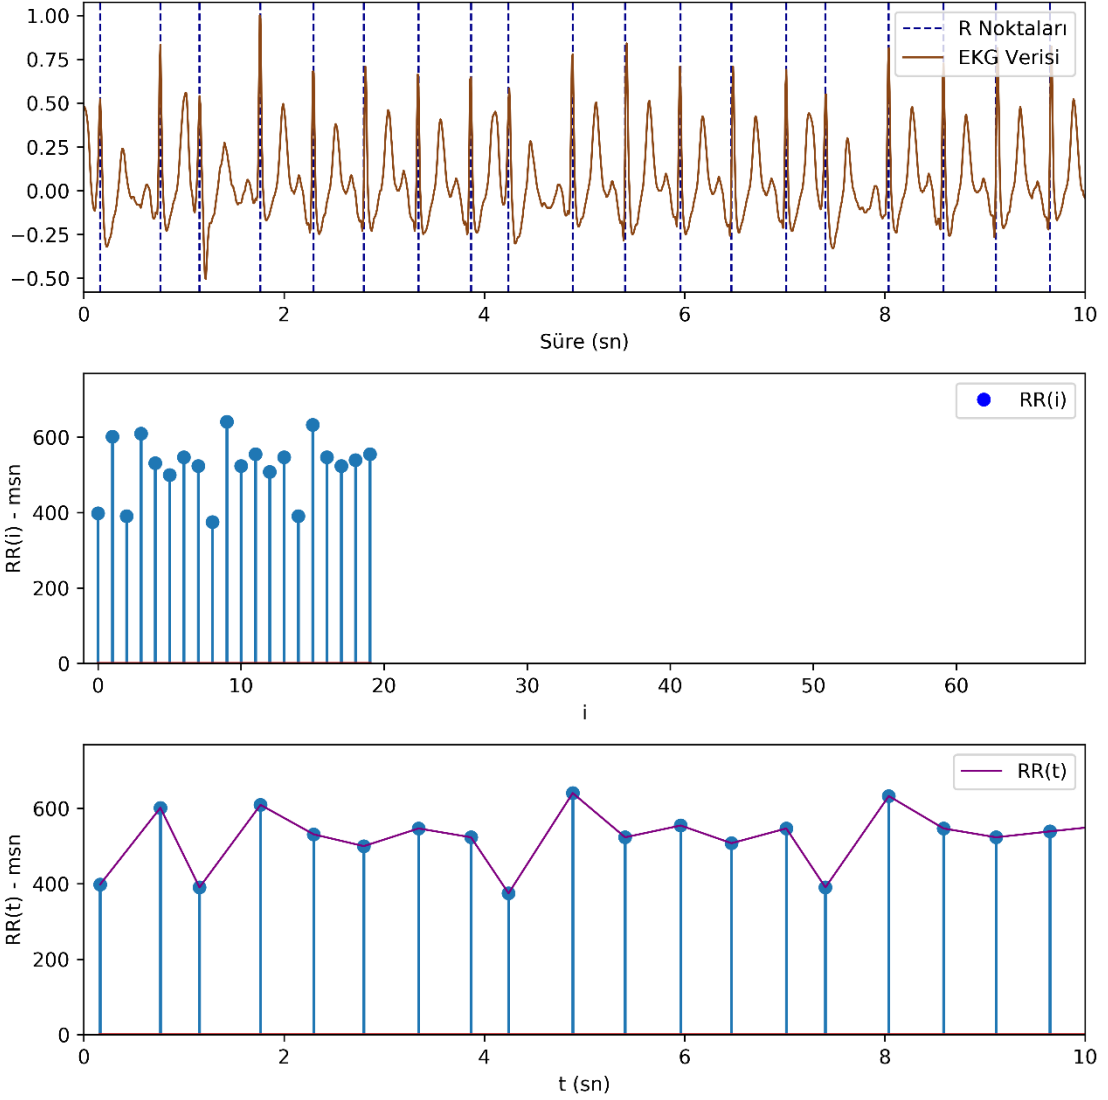 1.00
0.75
0.50
0.25
0.00
−0.25
−0.50
R Noktaları
EKG Verisi
0 2 4 6 8 10
Süre (sn)
RR(i) - msn
600
400
200
0
RR(i)
0 10 20 30 40 50 60
i
RR(t) - msn
600
400
200
0
RR(t)
0 2 4 6 8 10
t (sn)